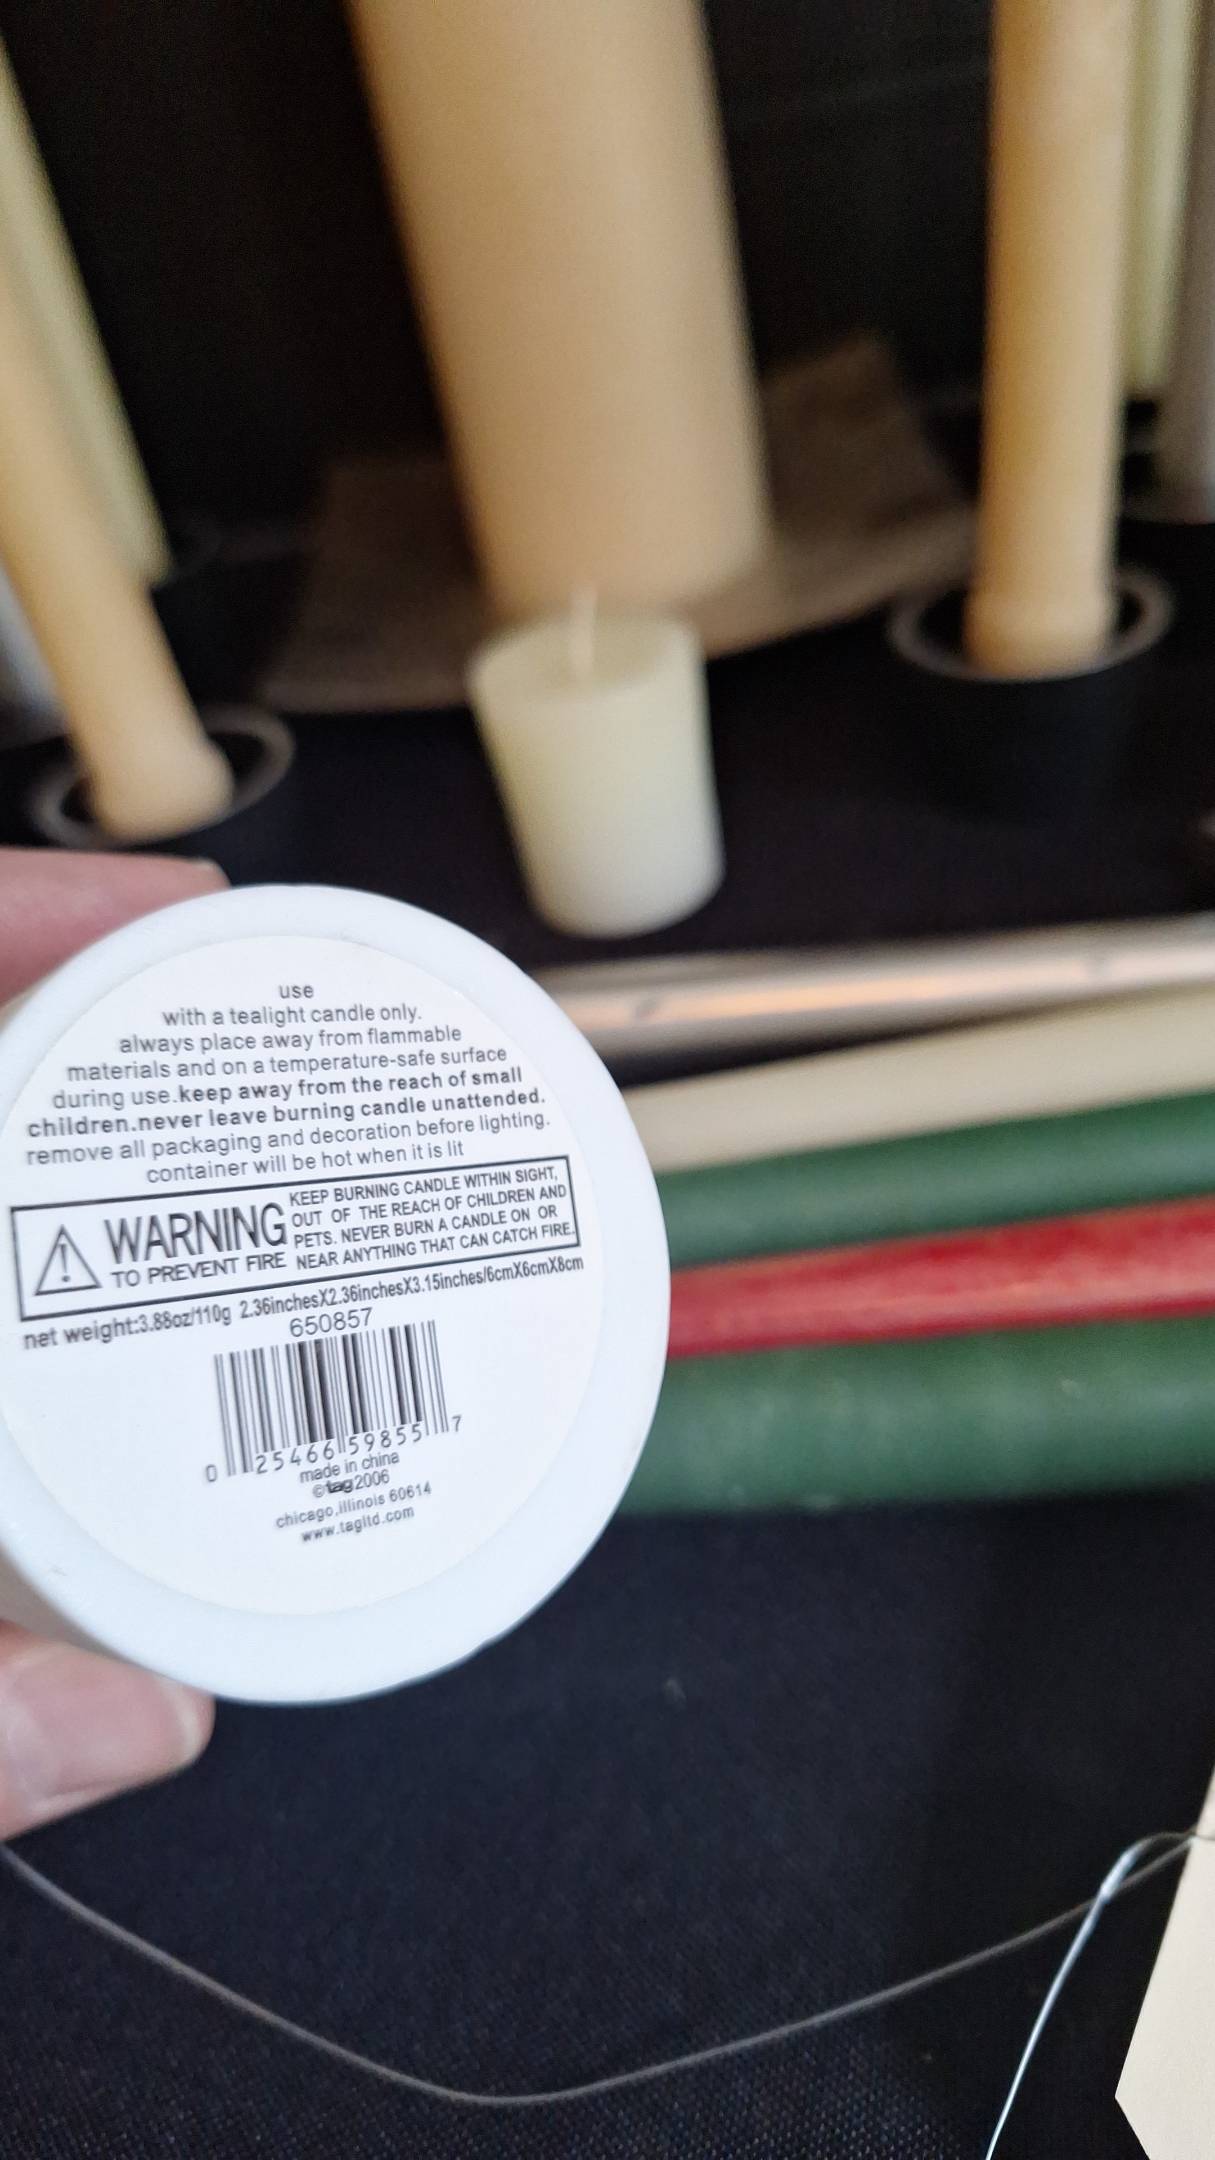 use
with a tealight candle only.
always place away from flammable
materials and on a temperature-safe surface
during use.keep away from the reach of small
children.never leave burning candle unattended.
remove all packaging and decoration before lighting.
container will be hot when it is lit
WARNING
TO PREVENT FIRE
KEEP BURNING CANDLE WITHIN SIGHT,
OUT OF THE REACH OF CHILDREN AND
PETS. NEVER BURN A CANDLE ON OR
NEAR ANYTHING THAT CAN CATCH FIRE.
net weight:3.88oz/110g 2.36inchesX2.36inchesX3.15inches/6cmX6cmX8cm
650857
0 25466 59855 7
made in china
©tag2006
chicago,illinois 60614
www.tagltd.com